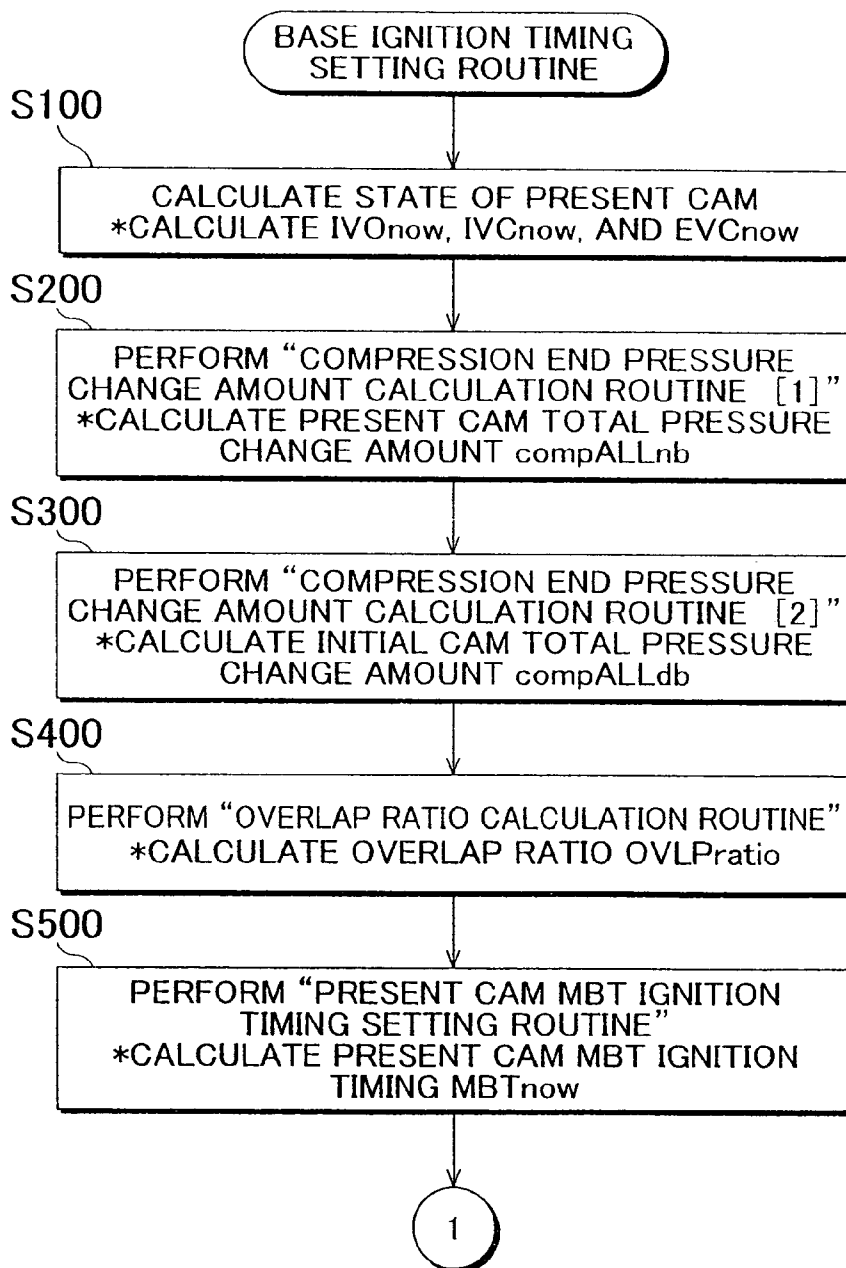 BASE IGNITION TIMING
SETTING ROUTINE
S100
CALCULATE STATE OF PRESENT CAM
*CALCULATE IVOnow, IVCnow, AND EVCnow
S200
PERFORM “COMPRESSION END PRESSURE
CHANGE AMOUNT CALCULATION ROUTINE [1]”
*CALCULATE PRESENT CAM TOTAL PRESSURE
CHANGE AMOUNT compALLnb
S300
PERFORM “COMPRESSION END PRESSURE
CHANGE AMOUNT CALCULATION ROUTINE [2]”
*CALCULATE INITIAL CAM TOTAL PRESSURE
CHANGE AMOUNT compALLdb
S400
PERFORM “OVERLAP RATIO CALCULATION ROUTINE”
*CALCULATE OVERLAP RATIO OVLPratio
S500
PERFORM “PRESENT CAM MBT IGNITION
TIMING SETTING ROUTINE”
*CALCULATE PRESENT CAM MBT IGNITION
TIMING MBTnow
1